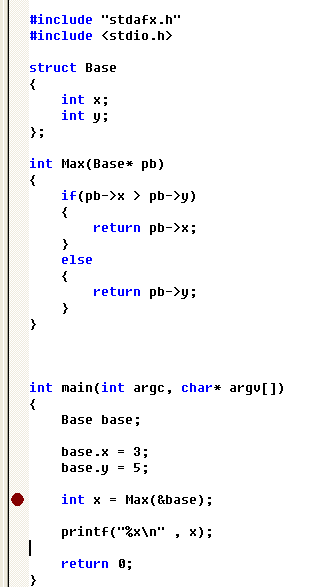 #include "stdafx.h"
#include <stdio.h>
struct Base
{
    int x;
    int y;
};
int Max(Base* pb)
{
    if(pb->x > pb->y)
    {
        return pb->x;
    }
    else
    {
        return pb->y;
    }
}
int main(int argc, char* argv[])
{
    Base base;
    base.x = 3;
    base.y = 5;
    int x = Max(&base);
    printf("%x\n" , x);
    return 0;
}